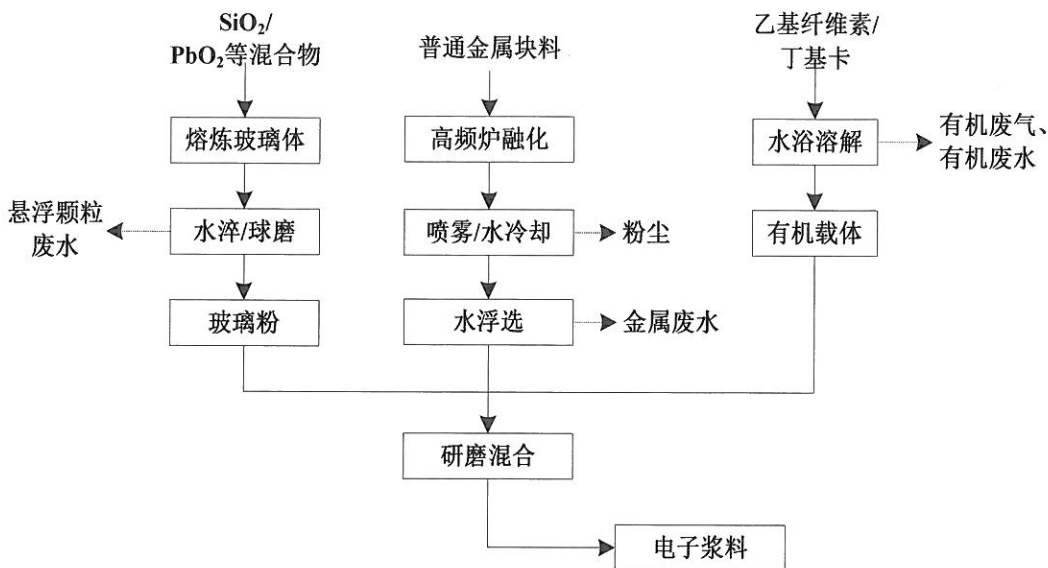 SiO₂/
PbO₂等混合物
普通金属块料
乙基纤维素/
丁基卡
熔炼玻璃体
高频炉融化
水浴溶解
有机废气、
有机废水
悬浮颗粒
废水
水淬/球磨
喷雾/水冷却
粉尘
有机载体
玻璃粉
水浮选
金属废水
研磨混合
电子浆料